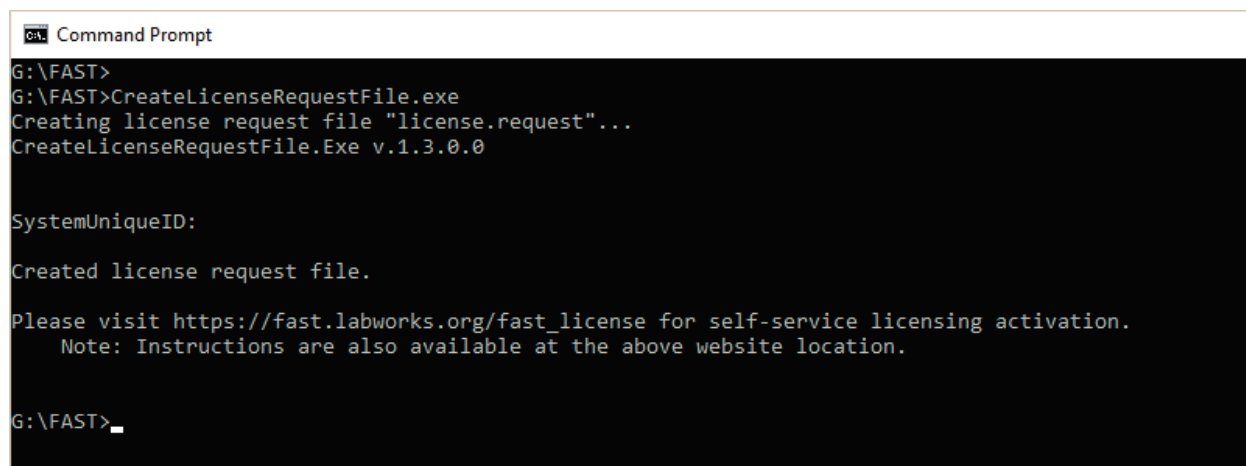 Command Prompt
G:\FAST>
G:\FAST>CreateLicenseRequestFile.exe
Creating license request file "license.request"...
CreateLicenseRequestFile.Exe v.1.3.0.0
SystemUniqueID:
Created license request file.
Please visit https://fast.labworks.org/fast_license for self-service licensing activation.
Note: Instructions are also available at the above website location.
G:\FAST>